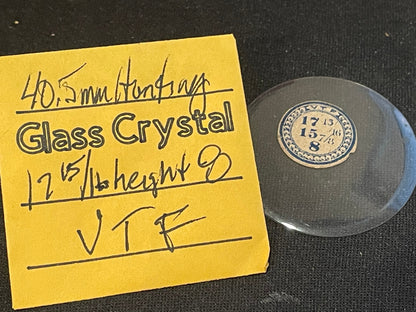 40.5mm Hunting
Glass Crystal
17 15/16 height 8
VTF
V.T.F.
17 15
15-/16
8